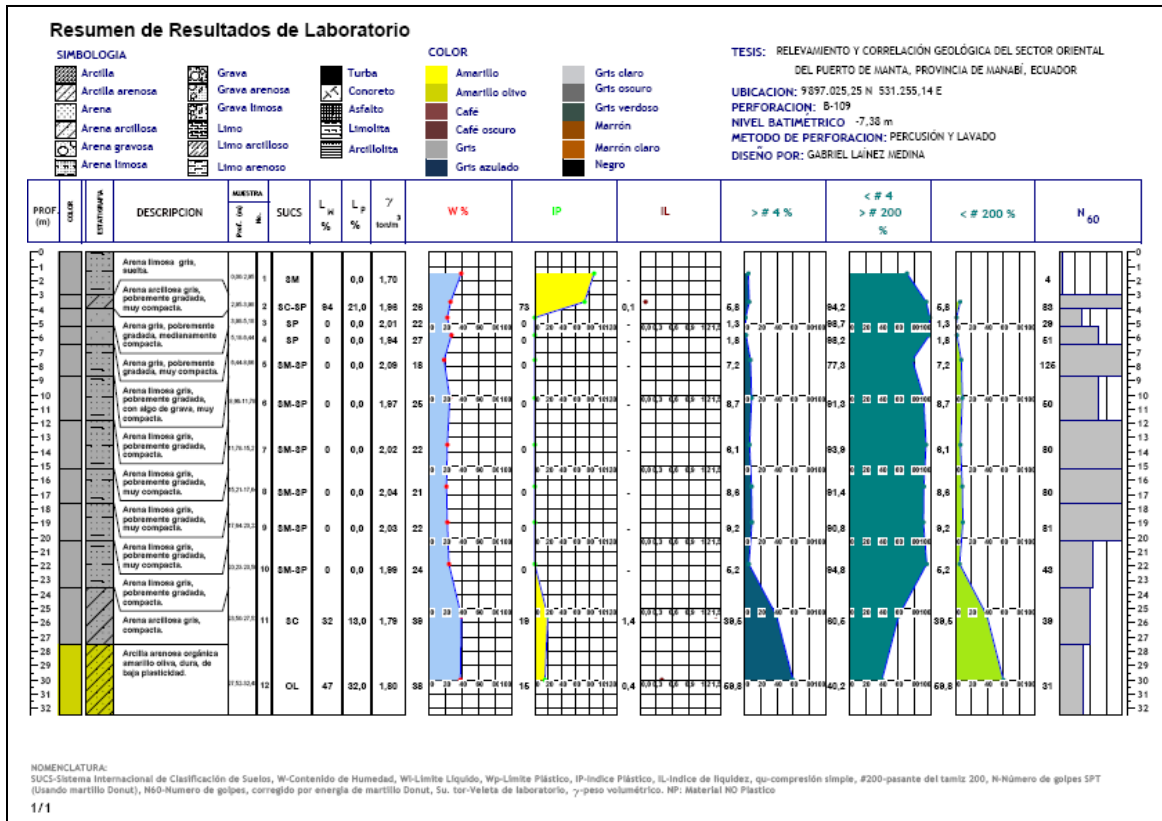 Resumen de Resultados de Laboratorio
SIMBOLOGIA
Arcilla
Arcilla arenosa
Arena
Arena arcillosa
Arena gravosa
Arena limosa
Grava
Grava arenosa
Grava limosa
Limo
Limo arcilloso
Limo arenoso
Turba
Concreto
Asfalto
Limolita
Arcillolita
COLOR
Amarillo
Amarillo olivo
Café
Café oscuro
Gris
Gris azulado
Gris claro
Gris oscuro
Gris verdoso
Marrón
Marrón claro
Negro
TESIS: RELEVAMIENTO Y CORRELACIÓN GEOLÓGICA DEL SECTOR ORIENTAL
DEL PUERTO DE MANTA, PROVINCIA DE MANABÍ, ECUADOR
UBICACION: 9897.025,25 N 531.255,14 E
PERFORACION: B-109
NIVEL BATIMÉTRICO -7,38 m
METODO DE PERFORACION: PERCUSIÓN Y LAVADO
DISEÑO POR: GABRIEL LAÍNEZ MEDINA
PROF. (m) COLOR DESCRIPCION MUESTRA Prof. (m) No. SUCS L W % L P % γ ton/m3 W % IP IL > # 4 % < # 4 > # 200 % < # 200 % N 60
Arena limosa gris,
suelta.
1 SM 0,0 1,70 4
Arena arcillosa gris,
pobremente gradada,
muy compacta.
2 SC-SP 94 21,0 1,96 26 73 0,1 5,8 94,2 5,8
Arena gris, pobremente
gradada, medianamente
compacta.
3 SP 0 0,0 2,01 22 0 - 1,3 1,3
4 SP 0 0,0 1,94 27 0 - 1,8 98,2 1,8 51
Arena gris, pobremente
gradada, muy compacta.
5 SM-SP 0 0,0 2,09 18 0 - 7,2 77,3 7,2 126
Arena limosa gris,
pobremente gradada,
con algo de grava, muy
compacta.
6 SM-SP 0 0,0 1,97 25 0 - 8,7 91,3 8,7 50
Arena limosa gris,
pobremente gradada,
compacta.
7 SM-SP 0 0,0 2,02 22 0 - 6,1 93,9 6,1 80
Arena limosa gris,
pobremente gradada,
muy compacta.
8 SM-SP 0 0,0 2,04 21 0 - 8,6 91,4 8,6 80
Arena limosa gris,
pobremente gradada,
muy compacta.
9 SM-SP 0 0,0 2,03 22 0 - 9,2 90,8 9,2 81
Arena limosa gris,
pobremente gradada,
muy compacta.
10 SM-SP 0 0,0 1,99 24 0 - 5,2 94,8 5,2 43
Arena limosa gris,
pobremente gradada,
compacta.
Arena arcillosa gris,
compacta.
11 SC 32 13,0 1,79 39 19 1,4 39,5 60,5 39,5 39
Arcilla arenosa orgánica
amarillo oliva, dura, de
baja plasticidad.
12 OL 47 32,0 1,80 38 15 0,4 59,8 40,2 59,8 31
NOMENCLATURA:
SUCS-Sistema Internacional de Clasificación de Suelos, W-Contenido de Humedad, Wl-Limite Líquido, Wp-Limite Plástico, IP-Indice Plástico, IL-Indice de liquidez, qu-compresión simple, #200-pasante del tamiz 200, N-Número de golpes SPT
(Usando martillo Donut), N60-Numero de golpes, corregido por energia de martillo Donut, Su. tor-Veleta de laboratorio, γ-peso volumétrico. NP: Material NO Plastico
1/1